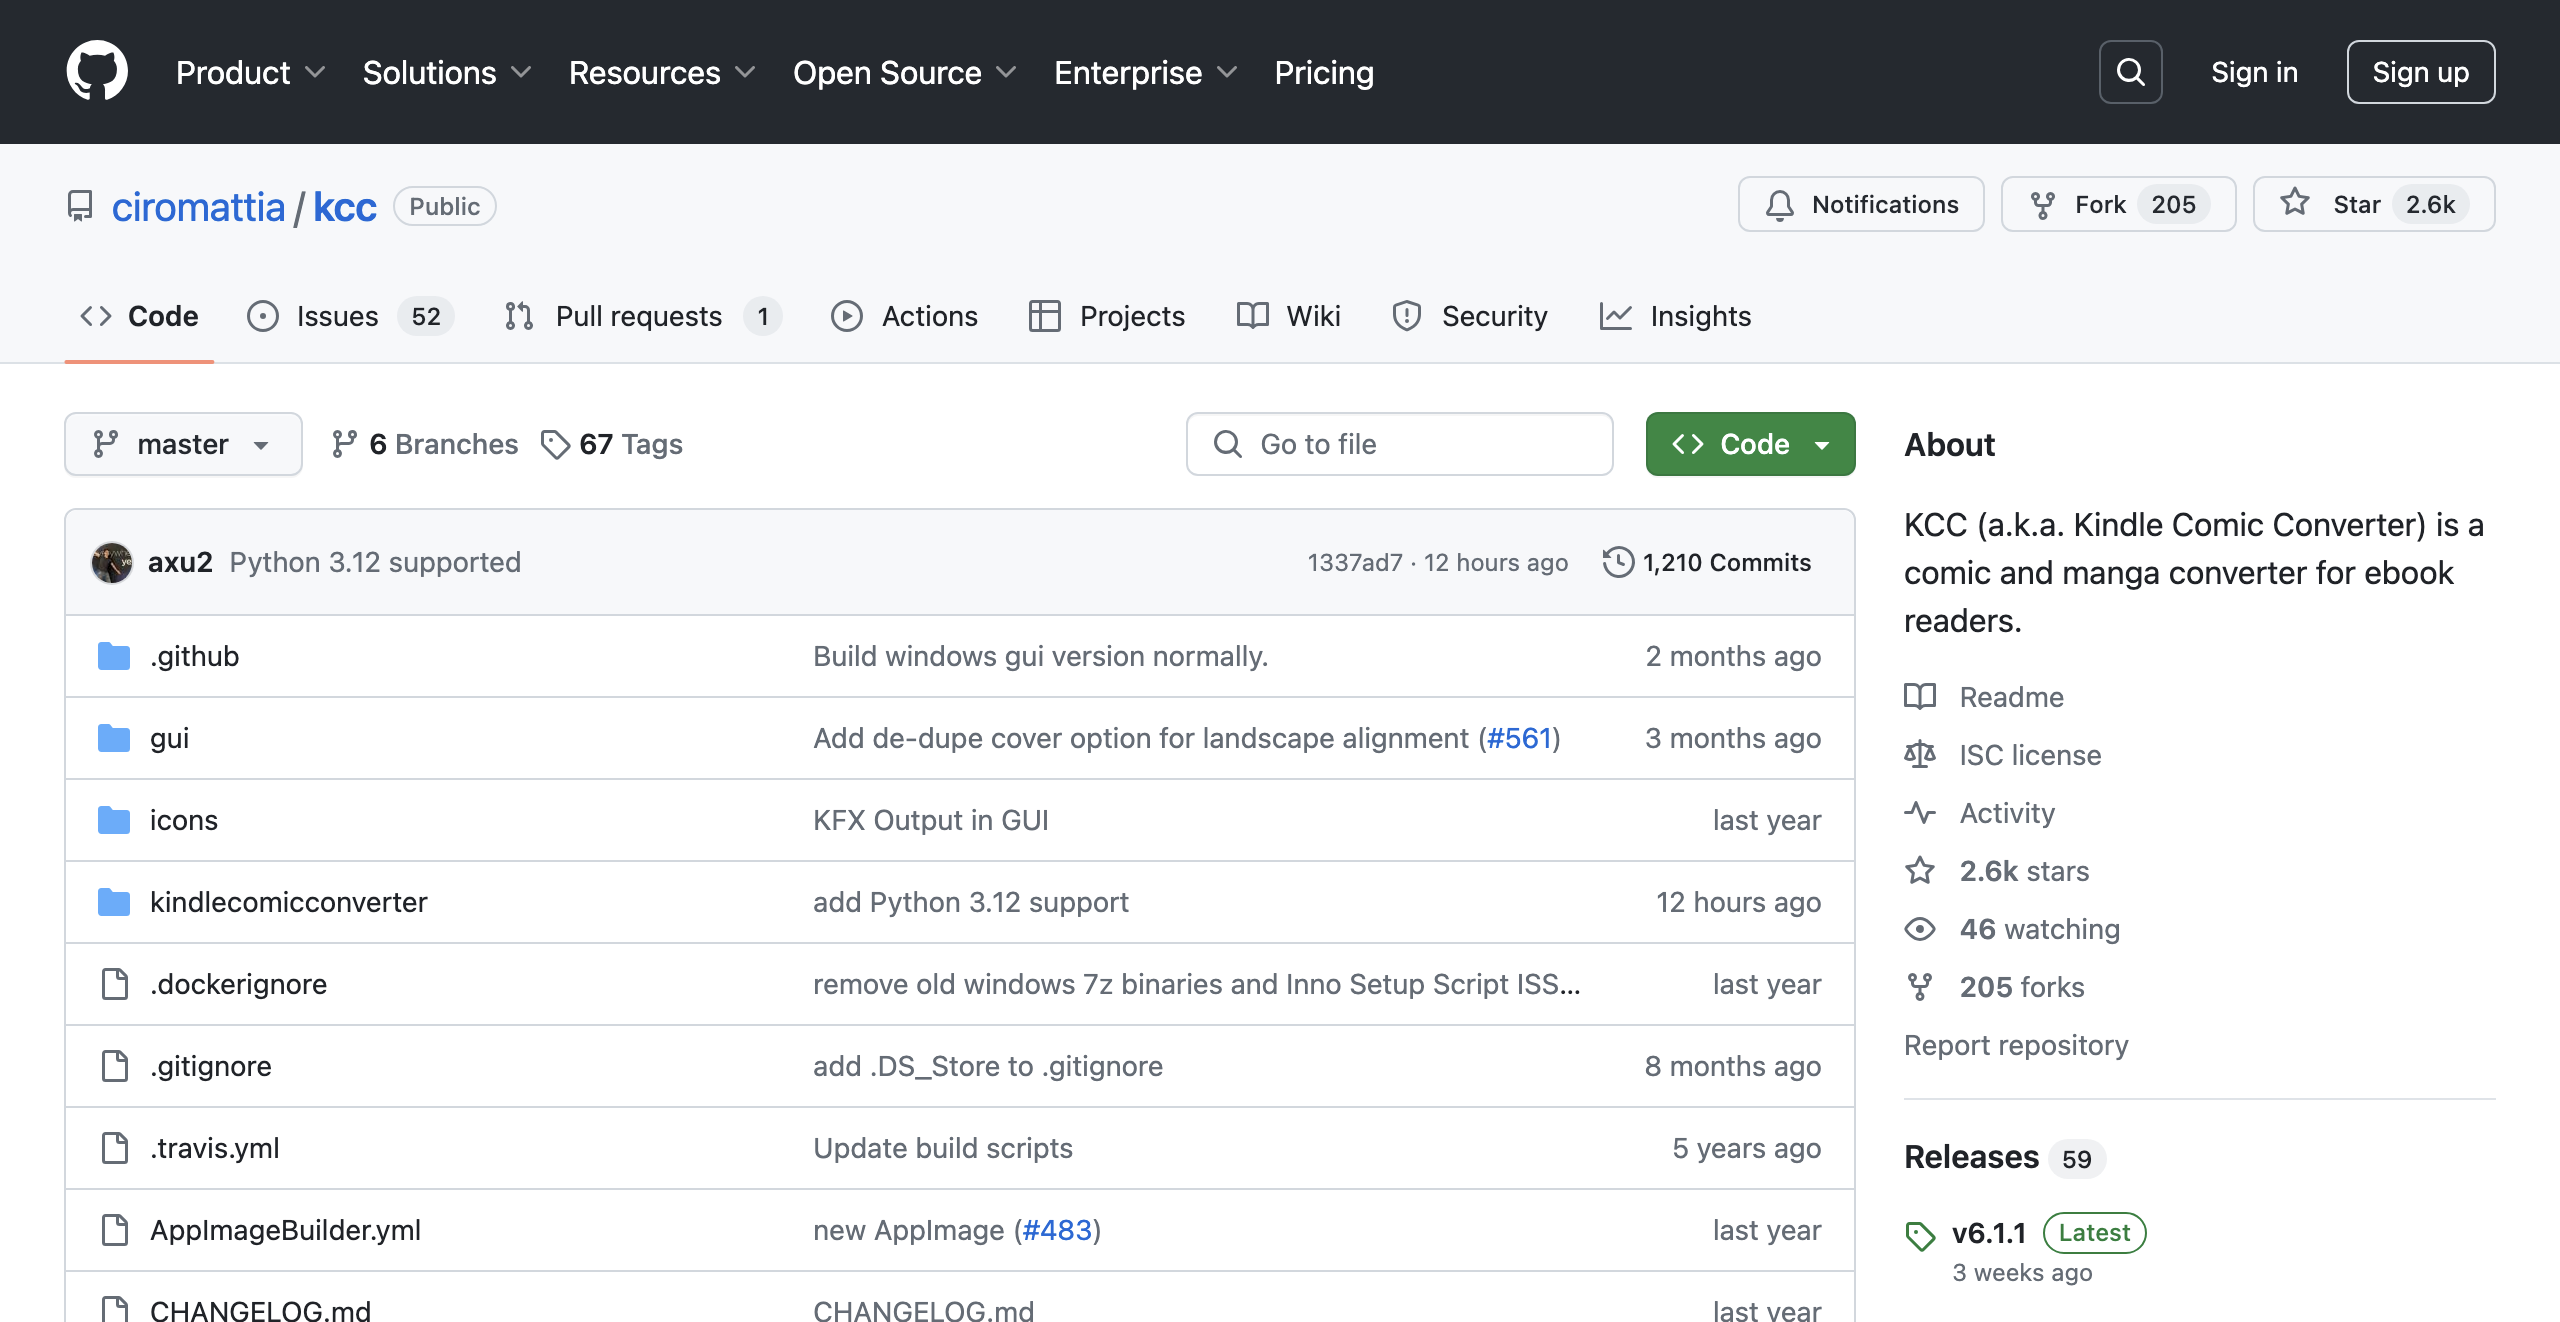 Product Solutions Resources Open Source Enterprise Pricing Sign in Sign up
ciromattia / kcc Public Notifications Fork 205 Star 2.6k
Code Issues 52 Pull requests 1 Actions Projects Wiki Security Insights
master 6 Branches 67 Tags Go to file Code
axu2 Python 3.12 supported 1337ad7 · 12 hours ago 1,210 Commits
.github Build windows gui version normally. 2 months ago
gui Add de-dupe cover option for landscape alignment (#561) 3 months ago
icons KFX Output in GUI last year
kindlecomicconverter add Python 3.12 support 12 hours ago
.dockerignore remove old windows 7z binaries and Inno Setup Script ISS... last year
.gitignore add .DS_Store to .gitignore 8 months ago
.travis.yml Update build scripts 5 years ago
AppImageBuilder.yml new AppImage (#483) last year
CHANGELOG.md CHANGELOG.md last year
About
KCC (a.k.a. Kindle Comic Converter) is a
comic and manga converter for ebook
readers.
Readme
ISC license
Activity
2.6k stars
46 watching
205 forks
Report repository
Releases 59
v6.1.1 Latest
3 weeks ago